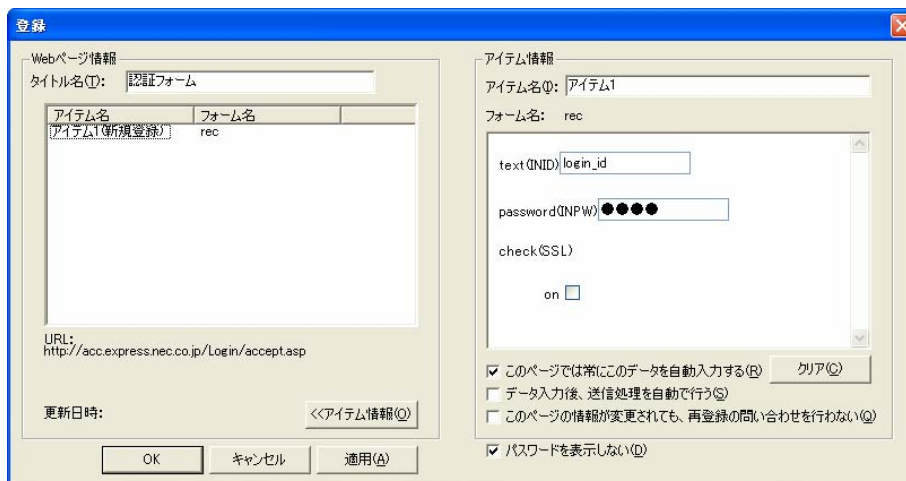 登録
Webページ情報
タイトル名(T): 認証フォーム
アイテム名 フォーム名
アイテム1(新規登録) rec
URL:
http://acc.express.nec.co.jp/Login/accept.asp
更新日時: <<アイテム情報(O)
OK キャンセル 適用(A)
アイテム情報
アイテム名(I): アイテム1
フォーム名: rec
text(INID) login_id
password(INPW) ●●●●
check(SSL)
on
このページでは常にこのデータを自動入力する(R) クリア(C)
データ入力後、送信処理を自動で行う(S)
このページの情報が変更されても、再登録の問い合わせを行わない(Q)
パスワードを表示しない(D)